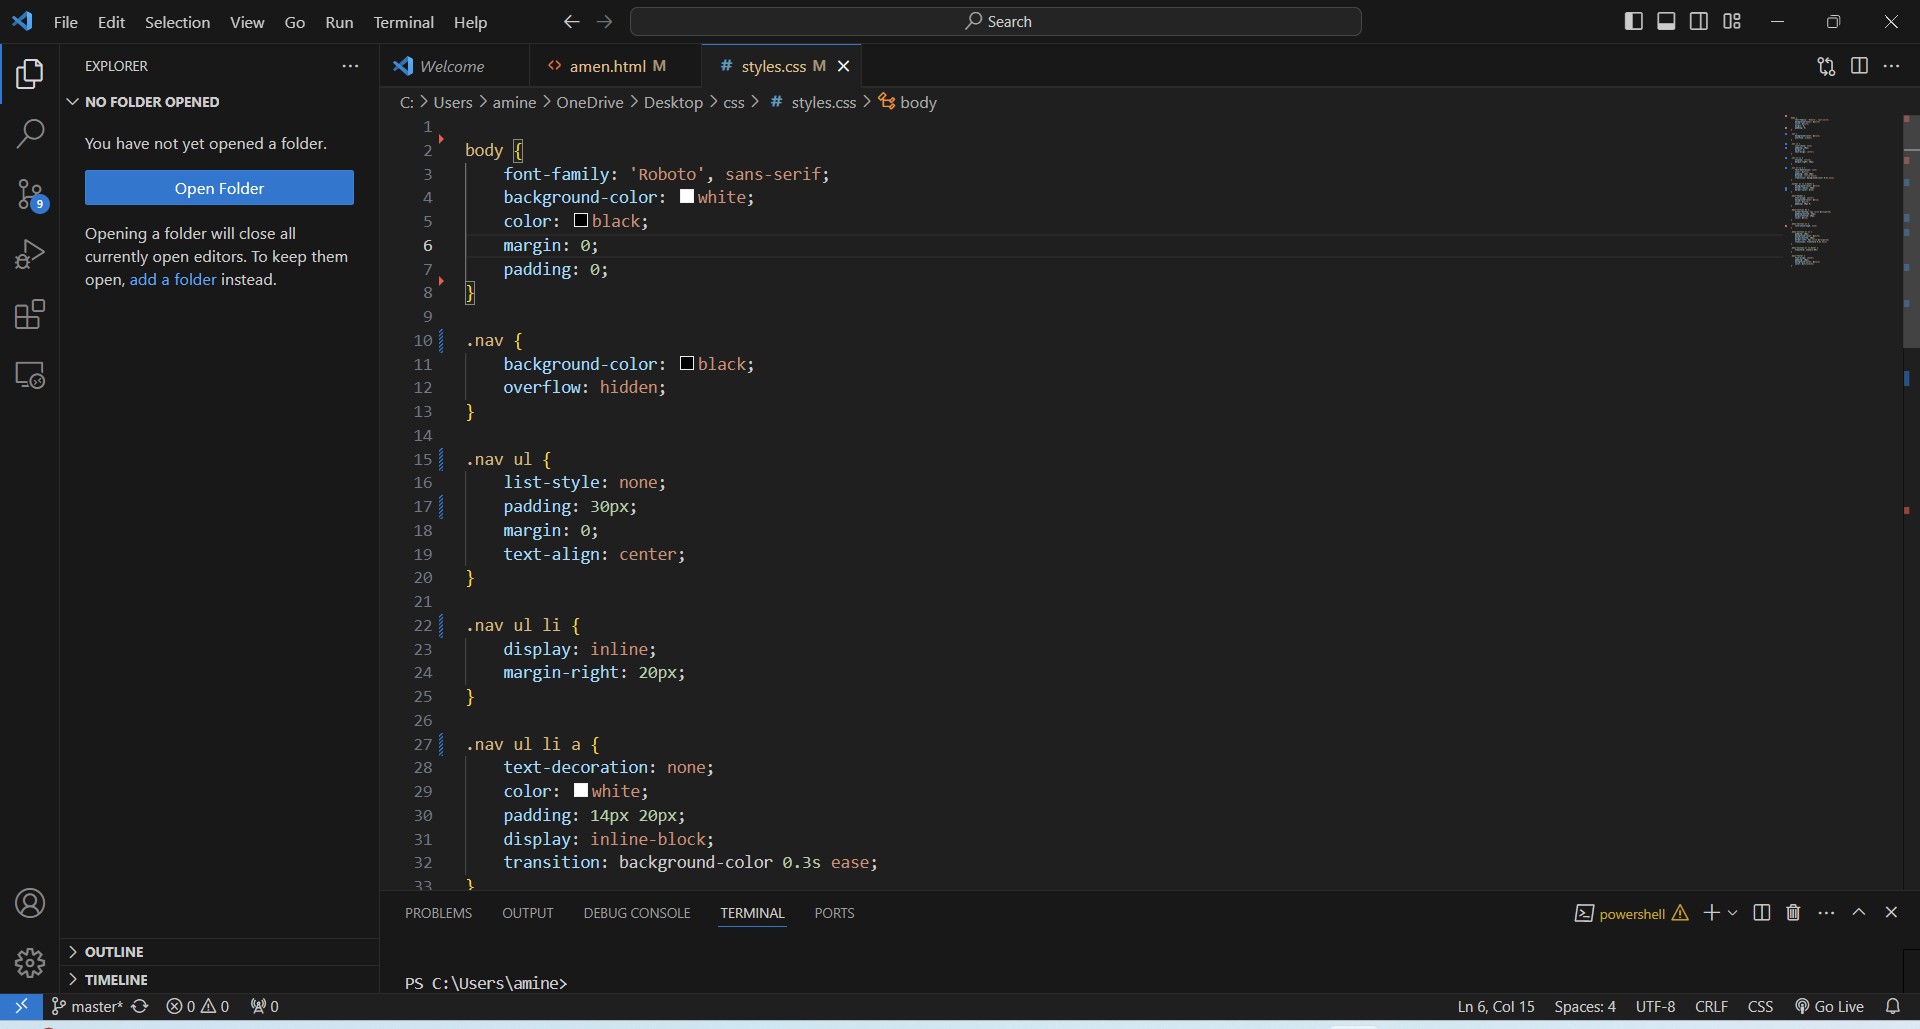 File Edit Selection View Go Run Terminal Help
Search
EXPLORER
NO FOLDER OPENED
You have not yet opened a folder.
Open Folder
Opening a folder will close all
currently open editors. To keep them
open, add a folder instead.
OUTLINE
TIMELINE
9
Welcome
<> amen.html M
# styles.css M
C: > Users > amine > OneDrive > Desktop > css > # styles.css > body
1
2 body {
3 font-family: 'Roboto', sans-serif;
4 background-color: white;
5 color: black;
6 margin: 0;
7 padding: 0;
8 }
9
10 .nav {
11 background-color: black;
12 overflow: hidden;
13 }
14
15 .nav ul {
16 list-style: none;
17 padding: 30px;
18 margin: 0;
19 text-align: center;
20 }
21
22 .nav ul li {
23 display: inline;
24 margin-right: 20px;
25 }
26
27 .nav ul li a {
28 text-decoration: none;
29 color: white;
30 padding: 14px 20px;
31 display: inline-block;
32 transition: background-color 0.3s ease;
33 }
PROBLEMS OUTPUT DEBUG CONSOLE TERMINAL PORTS
powershell
PS C:\Users\amine>
master* 0 0 0
Ln 6, Col 15 Spaces: 4 UTF-8 CRLF CSS Go Live